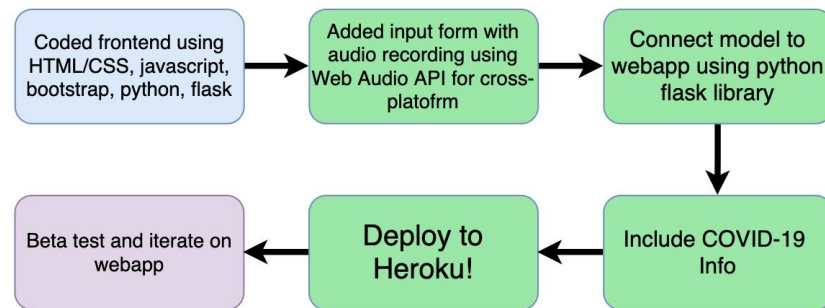 Coded frontend using
HTML/CSS, javascript,
bootstrap, python, flask
Added input form with
audio recording using
Web Audio API for cross-
platofrm
Connect model to
webapp using python
flask library
Include COVID-19
Info
Deploy to
Heroku!
Beta test and iterate on
webapp